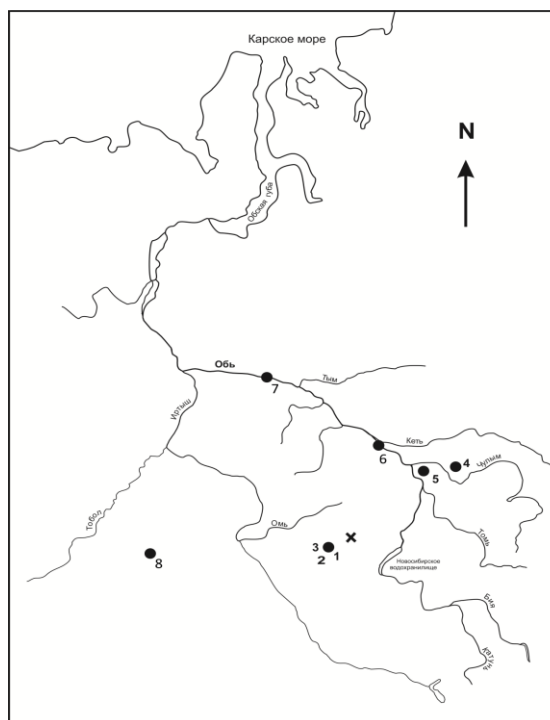 Карское море
N
Обская губа
Обь
7
Тым
Иртыш
Кеть
6
4
5
Чулым
Тобол
Омь
Томь
3
2
1
8
Новосибирское
водохранилище
Бия
Катунь